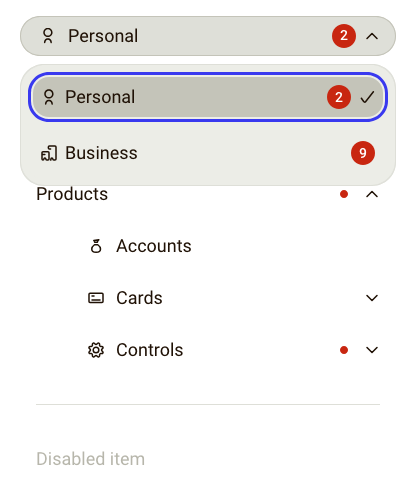 Personal 2
Personal 2
Business 9
Products
Accounts
Cards
Controls
Disabled item